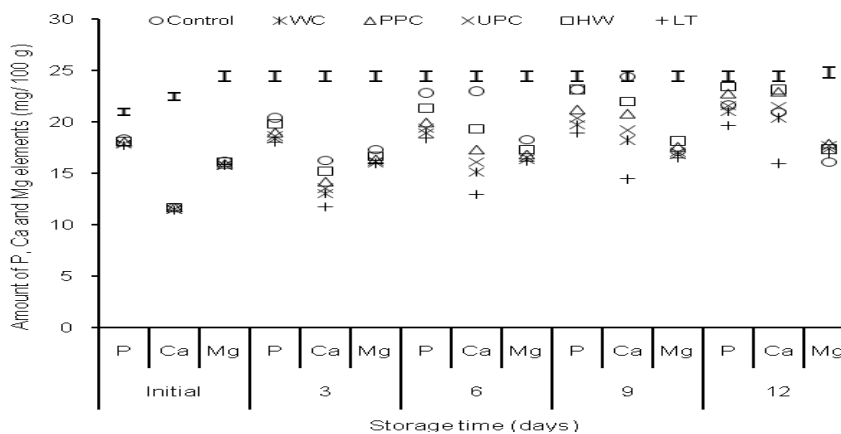 30
Control WC PPC UPC HW LT
25
20
15
10
5
0
Amount of P, Ca and Mg elements (mg/100 g)
P Ca Mg P Ca Mg P Ca Mg P Ca Mg P Ca Mg
Initial 3 6 9 12
Storage time (days)